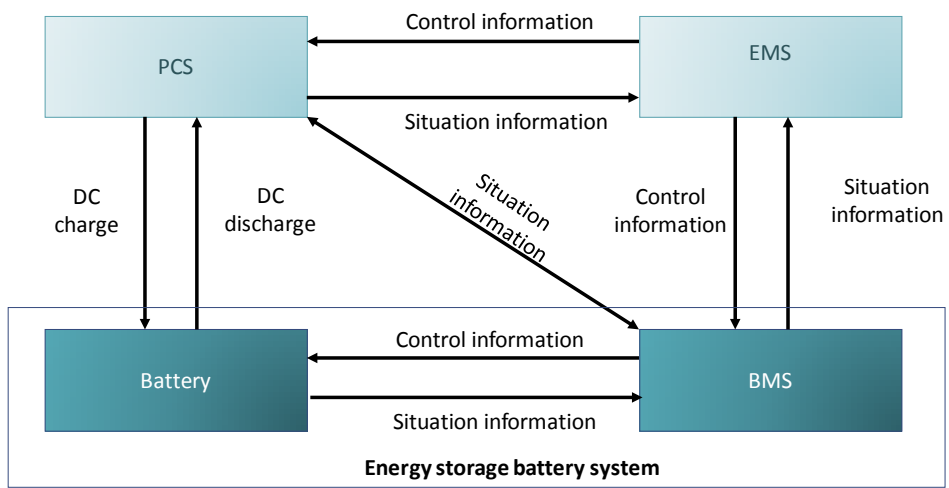 Control information
PCS
EMS
Situation information
DC
charge
DC
discharge
Situation
information
Control
information
Situation
information
Control information
Battery
BMS
Situation information
Energy storage battery system